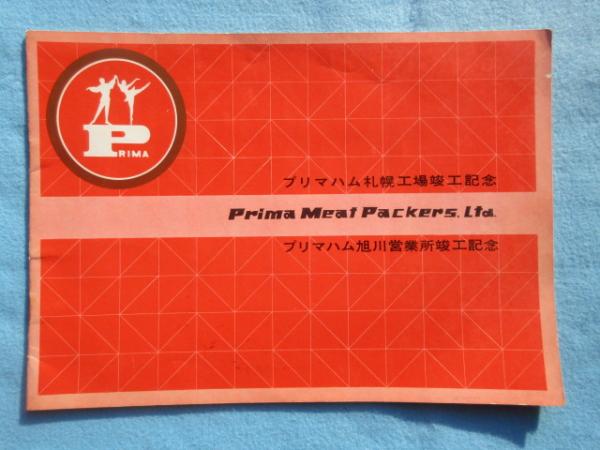 PRIMA
プリマハム札幌工場竣工記念
Prima Meat Packers, Ltd.
プリマハム旭川営業所竣工記念